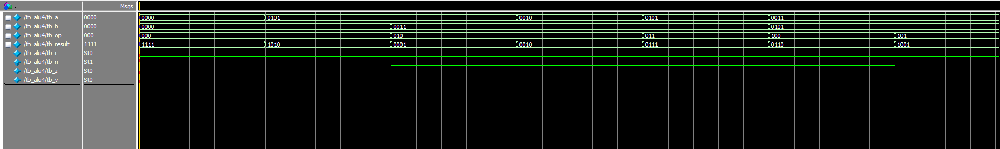 Msgs
/tb_alu4/tb_a 0000 0000 0101 0010 0101 0011
/tb_alu4/tb_b 0000 0000 0011 0101
/tb_alu4/tb_op 000 000 010 011 100 101
/tb_alu4/tb_result 1111 1111 1010 0001 0010 0111 0110 1001
/tb_alu4/tb_c St0
/tb_alu4/tb_n St1
/tb_alu4/tb_z St0
/tb_alu4/tb_v St0